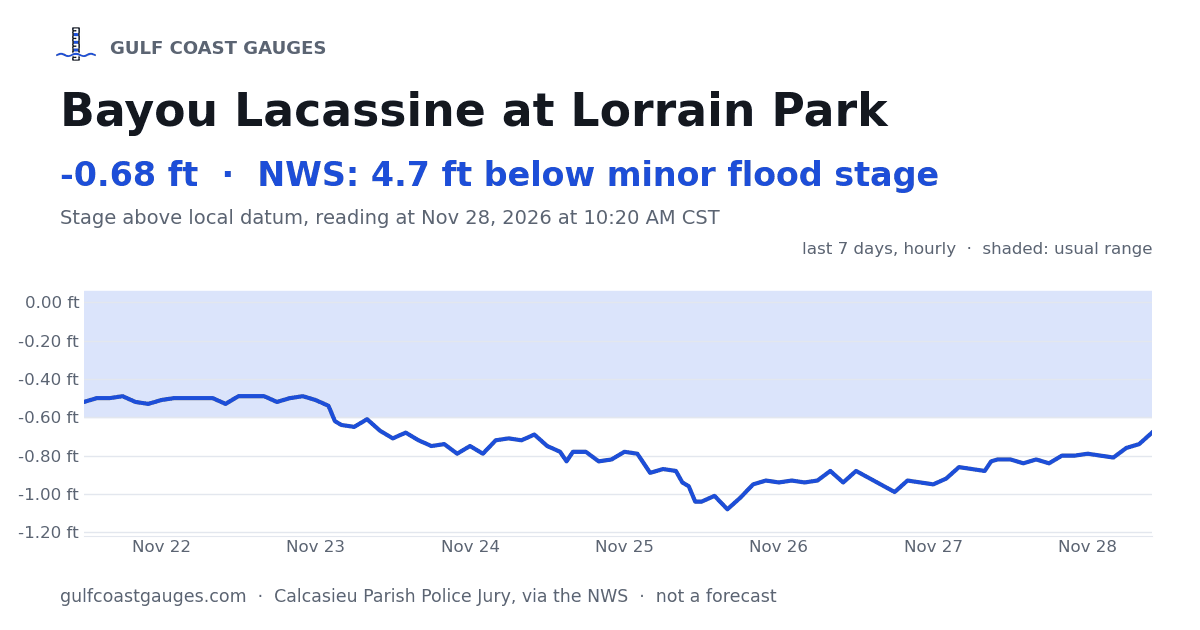 GULF COAST GAUGES
Bayou Lacassine at Lorrain Park
-0.68 ft · NWS: 4.7 ft below minor flood stage
Stage above local datum, reading at Nov 28, 2026 at 10:20 AM CST
last 7 days, hourly · shaded: usual range
0.00 ft
-0.20 ft
-0.40 ft
-0.60 ft
-0.80 ft
-1.00 ft
-1.20 ft
Nov 22 Nov 23 Nov 24 Nov 25 Nov 26 Nov 27 Nov 28
gulfcoastgauges.com · Calcasieu Parish Police Jury, via the NWS · not a forecast